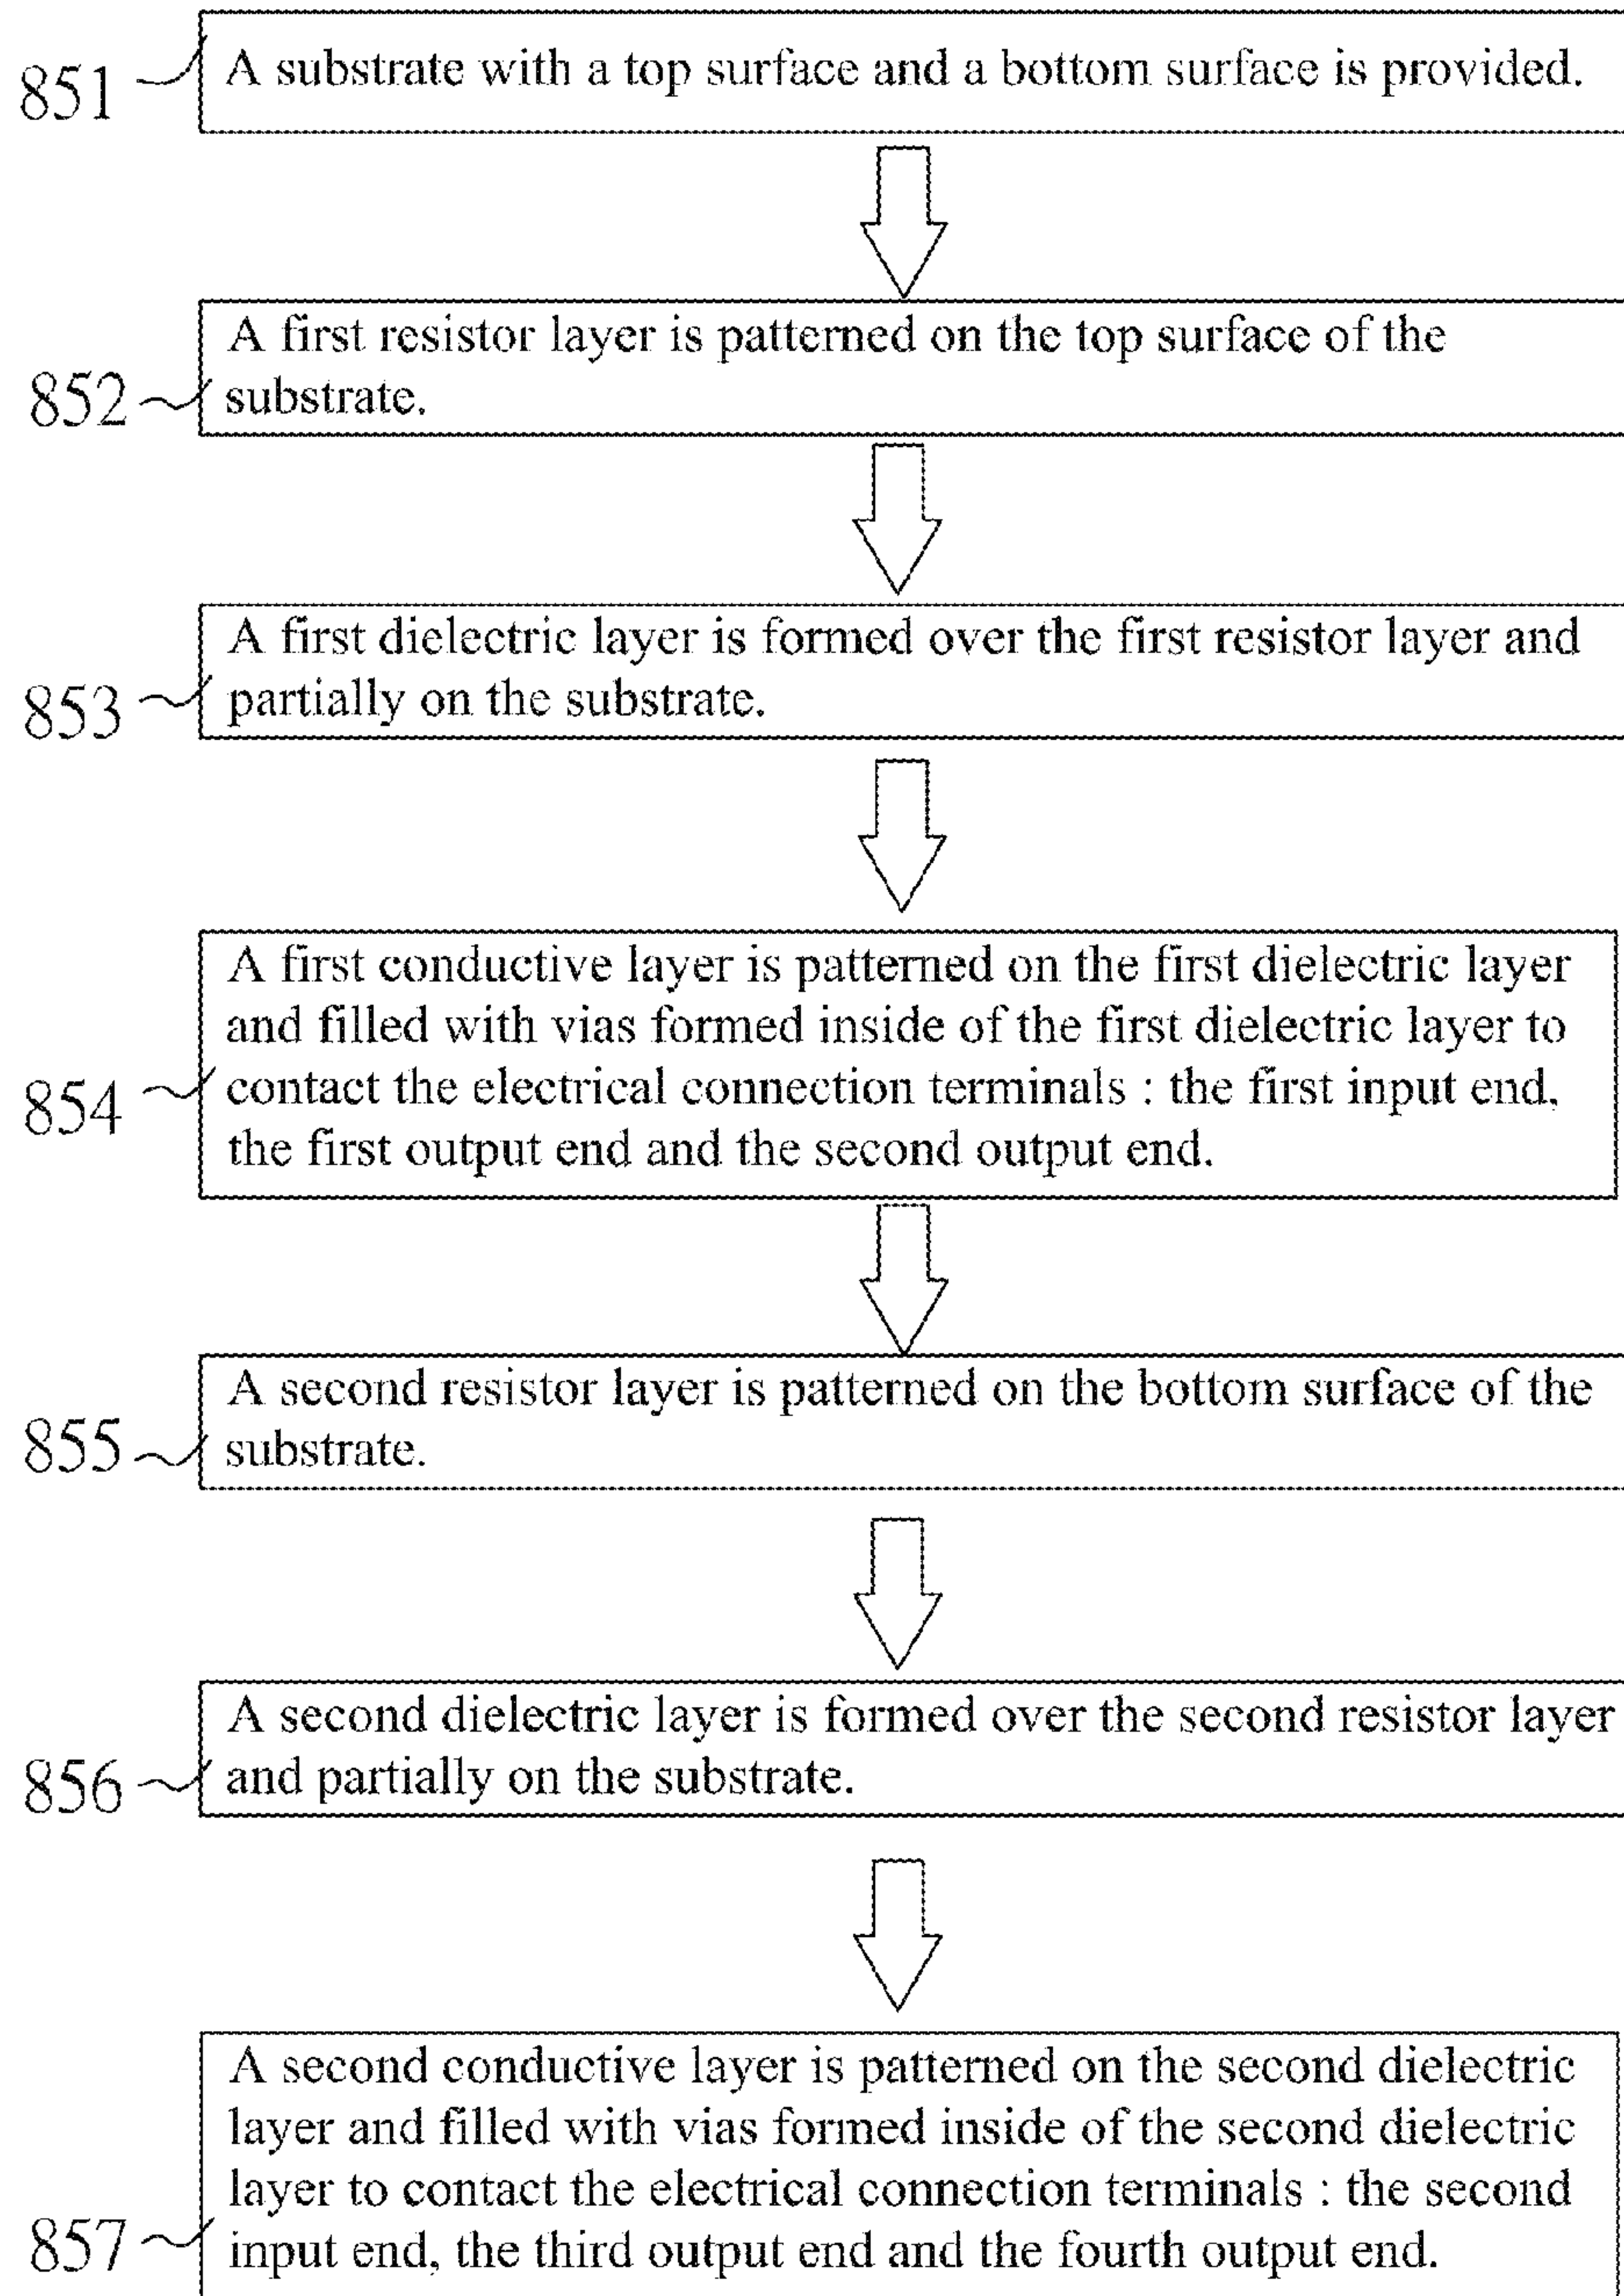 851
A substrate with a top surface and a bottom surface is provided.
A first resistor layer is patterned on the top surface of the
852
substrate.
A first dielectric layer is formed over the first resistor layer and
853
partially on the substrate.
A first conductive layer is patterned on the first dielectric layer
and filled with vias formed inside of the first dielectric layer to
854
contact the electrical connection terminals : the first input end,
the first output end and the second output end.
A second resistor layer is patterned on the bottom surface of the
855
substrate.
A second dielectric layer is formed over the second resistor layer
856
and partially on the substrate.
A second conductive layer is patterned on the second dielectric
layer and filled with vias formed inside of the second dielectric
layer to contact the electrical connection terminals : the second
857
input end, the third output end and the fourth output end.